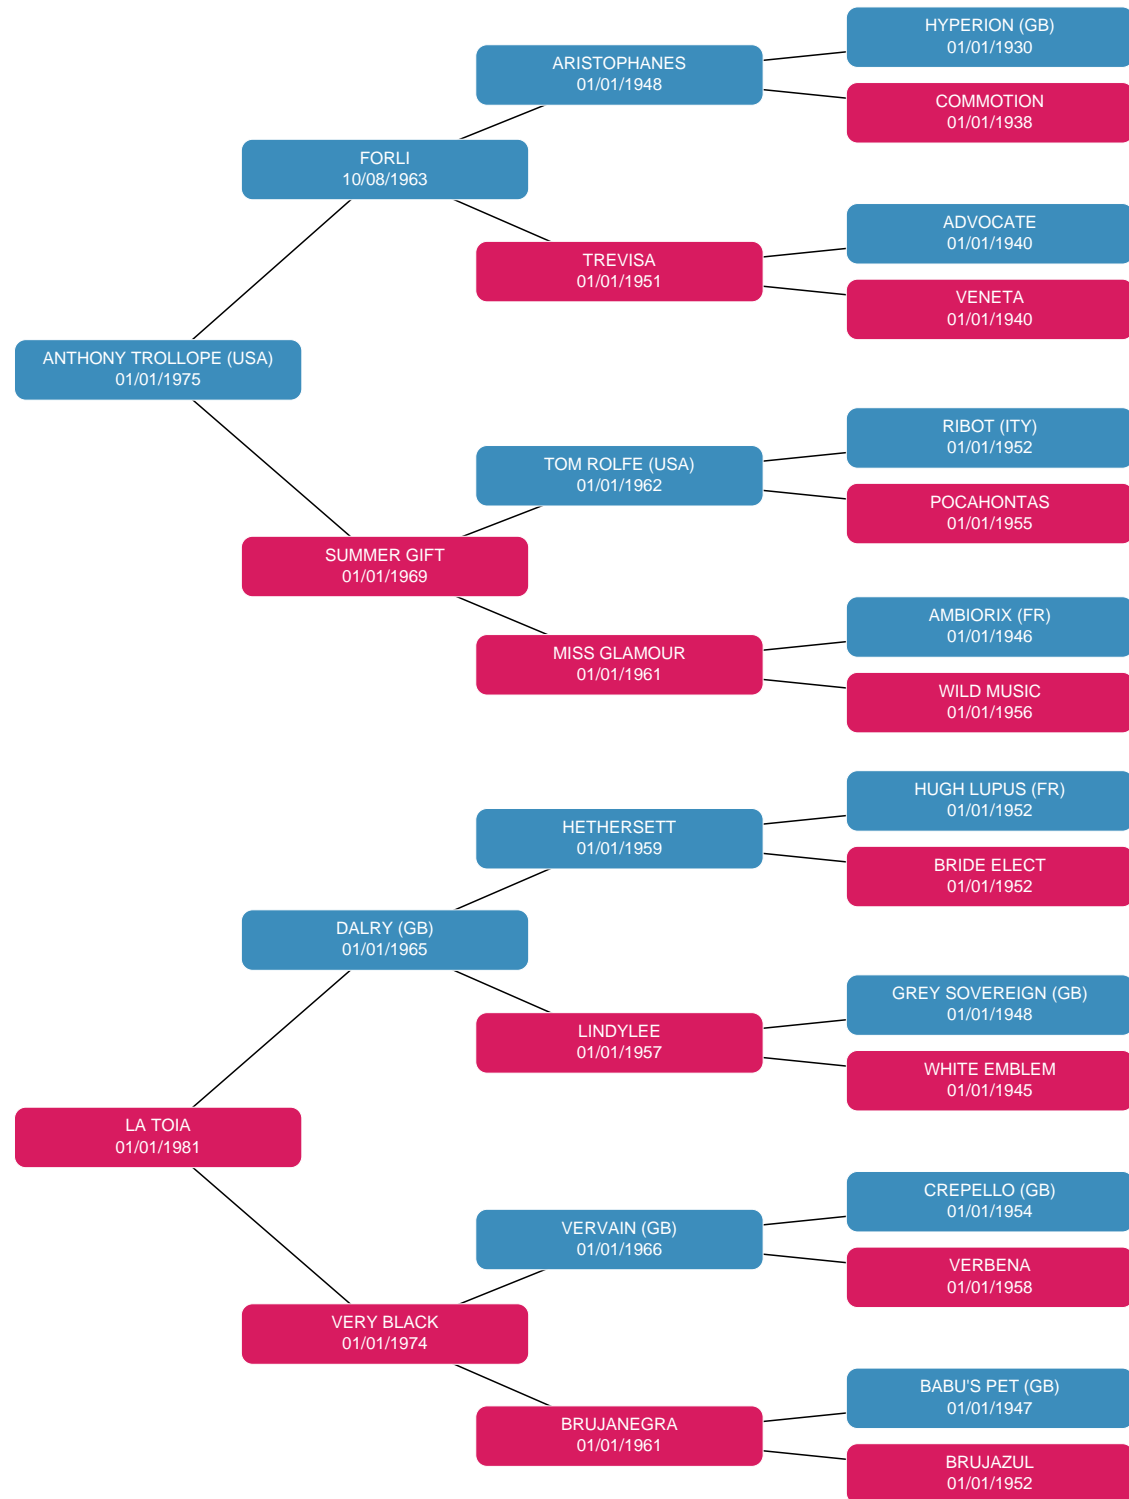 HYPERION (GB)
01/01/1930
ARISTOPHANES
01/01/1948
COMMOTION
01/01/1938
FORLI
10/08/1963
ADVOCATE
01/01/1940
TREVISA
01/01/1951
VENETA
01/01/1940
ANTHONY TROLLOPE (USA)
01/01/1975
RIBOT (ITY)
01/01/1952
TOM ROLFE (USA)
01/01/1962
POCAHONTAS
01/01/1955
SUMMER GIFT
01/01/1969
AMBIORIX (FR)
01/01/1946
MISS GLAMOUR
01/01/1961
WILD MUSIC
01/01/1956
HUGH LUPUS (FR)
01/01/1952
HETHERSETT
01/01/1959
BRIDE ELECT
01/01/1952
DALRY (GB)
01/01/1965
GREY SOVEREIGN (GB)
01/01/1948
LINDYLEE
01/01/1957
WHITE EMBLEM
01/01/1945
LA TOIA
01/01/1981
CREPELLO (GB)
01/01/1954
VERVAIN (GB)
01/01/1966
VERBENA
01/01/1958
VERY BLACK
01/01/1974
BABU'S PET (GB)
01/01/1947
BRUJANEGRA
01/01/1961
BRUJAZUL
01/01/1952